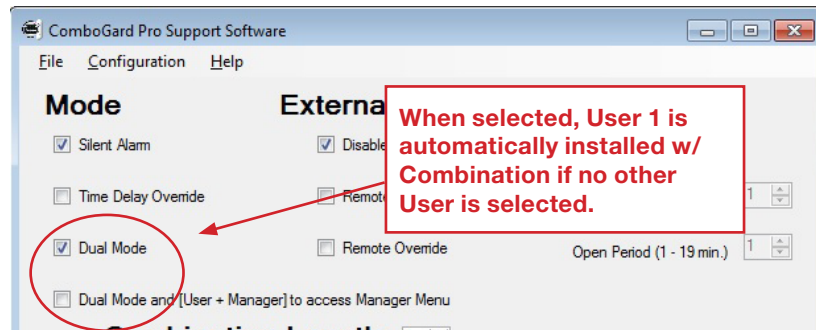 ComboGard Pro Support Software
File Configuration Help
Mode
Externa
When selected, User 1 is
automatically installed w/
Combination if no other
User is selected.
Silent Alarm
Disable
Time Delay Override
Remote
1
Dual Mode
Remote Override
Open Period (1 - 19 min.)
1
Dual Mode and [User + Manager] to access Manager Menu